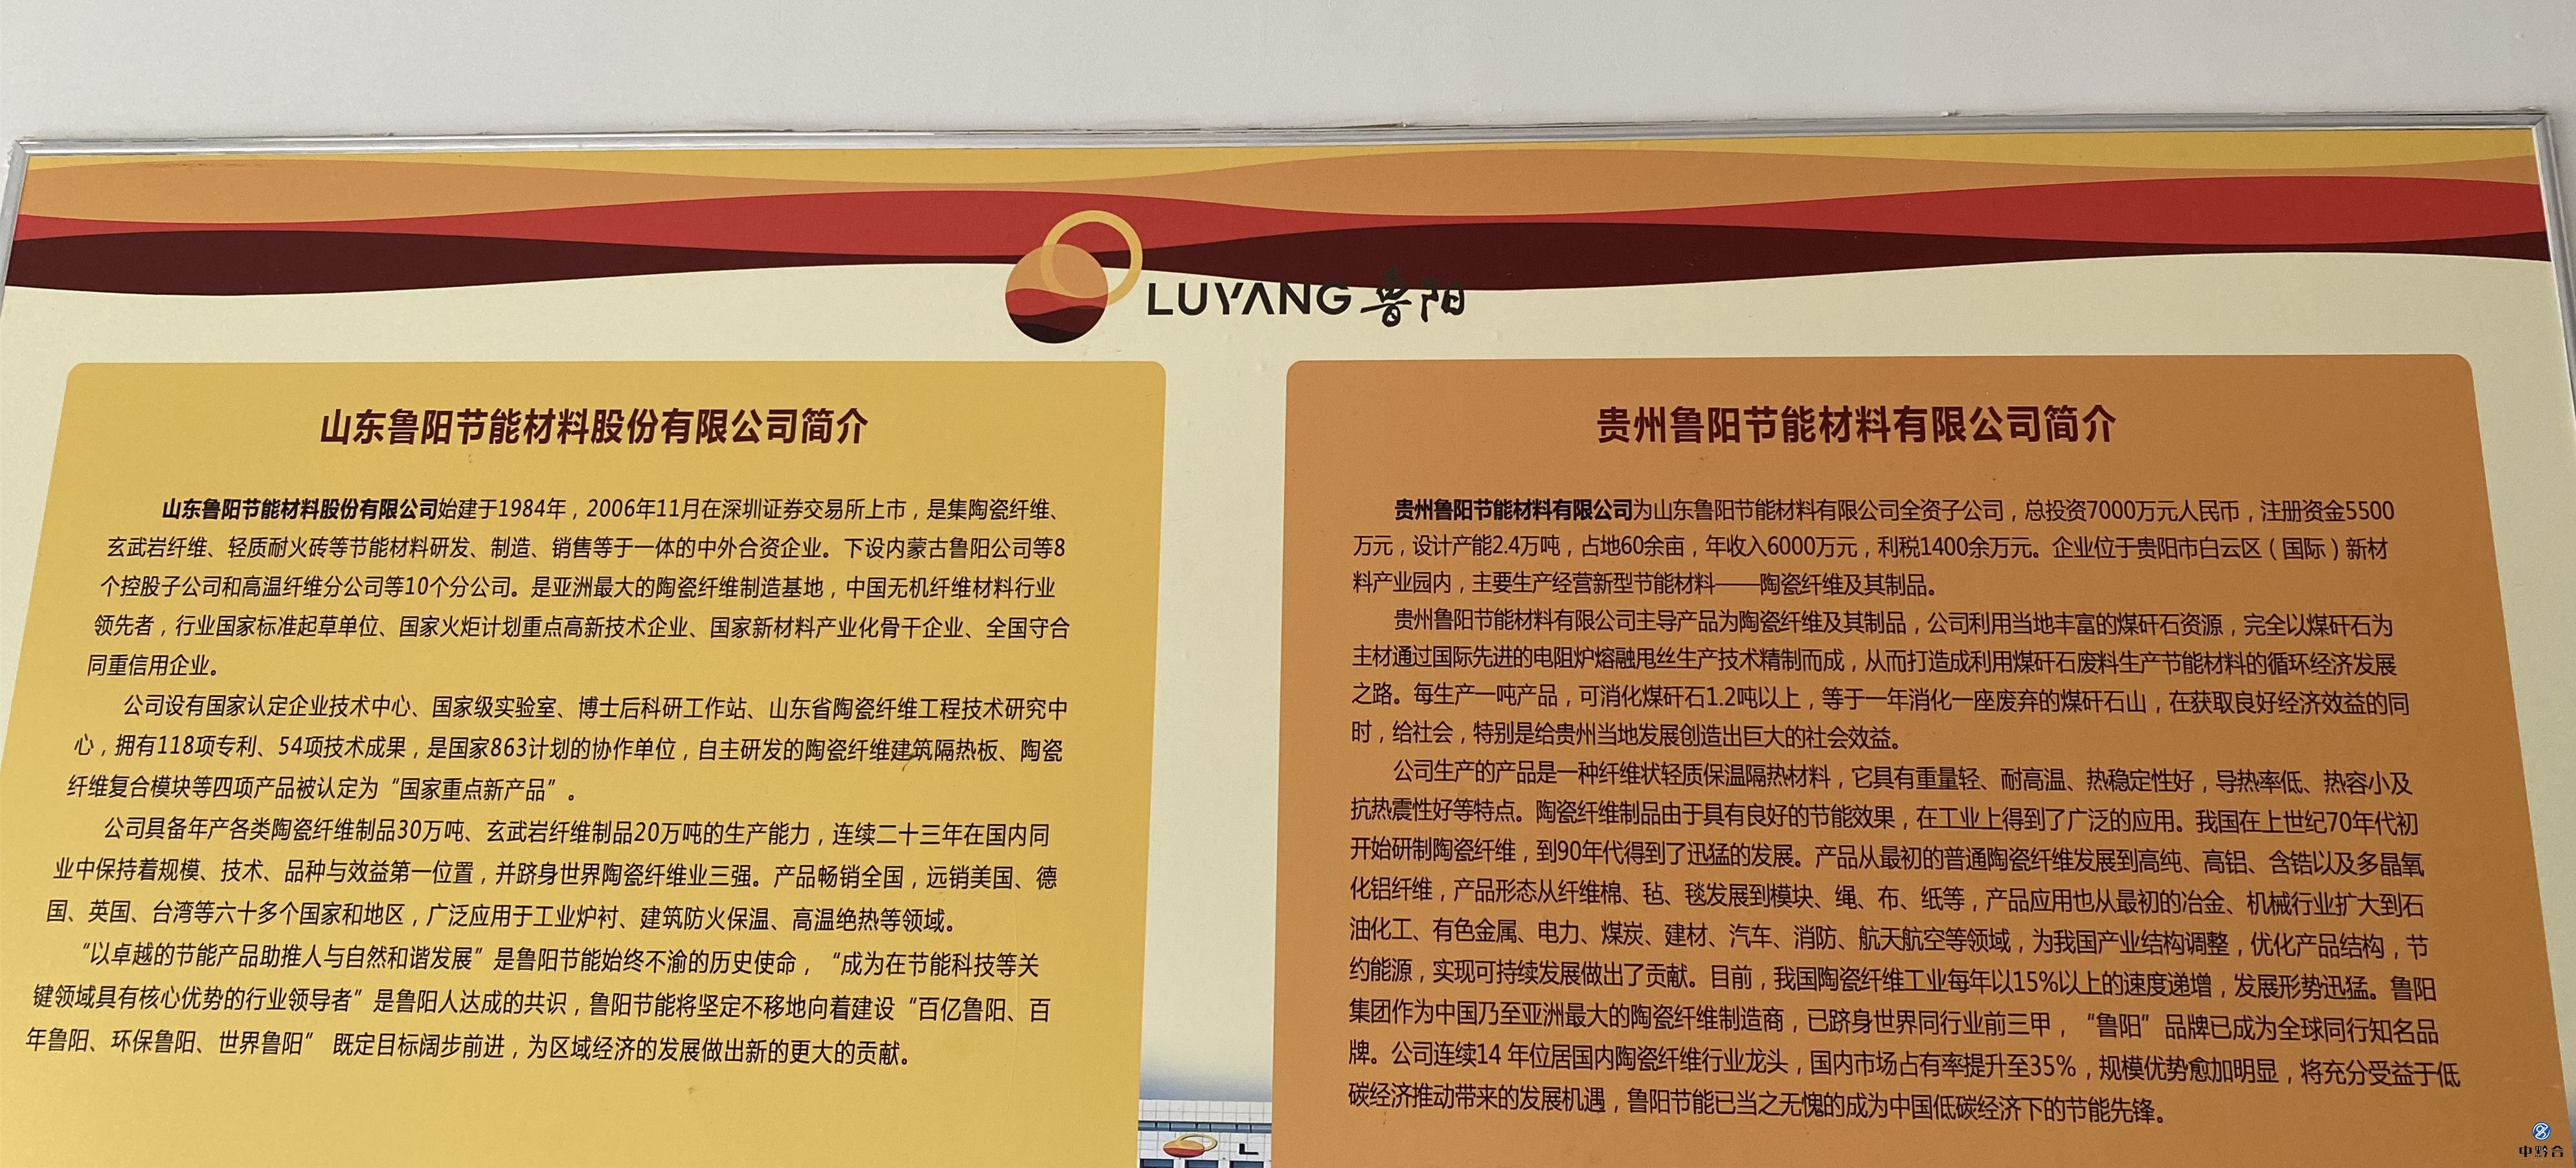 LUYANG 鲁阳
山东鲁阳节能材料股份有限公司简介
山东鲁阳节能材料股份有限公司始建于1984年，2006年11月在深圳证券交易所上市，是集陶瓷纤维、
玄武岩纤维、轻质耐火砖等节能材料研发、制造、销售等于一体的中外合资企业。下设内蒙古鲁阳公司等8
个控股子公司和高温纤维分公司等10个分公司。是亚洲最大的陶瓷纤维制造基地，中国无机纤维材料行业
领先者，行业国家标准起草单位、国家火炬计划重点高新技术企业、国家新材料产业化骨干企业、全国守合
同重信用企业。
公司设有国家认定企业技术中心、国家级实验室、博士后科研工作站、山东省陶瓷纤维工程技术研究中
心，拥有118项专利、54项技术成果，是国家863计划的协作单位，自主研发的陶瓷纤维建筑隔热板、陶瓷
纤维复合模块等四项产品被认定为“国家重点新产品”。
公司具备年产各类陶瓷纤维制品30万吨、玄武岩纤维制品20万吨的生产能力，连续二十三年在国内同
业中保持着规模、技术、品种与效益第一位置，并跻身世界陶瓷纤维业三强。产品畅销全国，远销美国、德
国、英国、台湾等六十多个国家和地区，广泛应用于工业炉衬、建筑防火保温、高温绝热等领域。
“以卓越的节能产品助推人与自然和谐发展”是鲁阳节能始终不渝的历史使命，“成为在节能科技等关
键领域具有核心优势的行业领导者”是鲁阳人达成的共识，鲁阳节能将坚定不移地向着建设“百亿鲁阳、百
年鲁阳、环保鲁阳、世界鲁阳” 既定目标阔步前进，为区域经济的发展做出新的更大的贡献。
贵州鲁阳节能材料有限公司简介
贵州鲁阳节能材料有限公司为山东鲁阳节能材料有限公司全资子公司，总投资7000万元人民币，注册资金5500
万元，设计产能2.4万吨，占地60余亩，年收入6000万元，利税1400余万元。企业位于贵阳市白云区（国际）新材
料产业园内，主要生产经营新型节能材料——陶瓷纤维及其制品。
贵州鲁阳节能材料有限公司主导产品为陶瓷纤维及其制品，公司利用当地丰富的煤矸石资源，完全以煤矸石为
主材通过国际先进的电阻炉熔融甩丝生产技术精制而成，从而打造成利用煤矸石废料生产节能材料的循环经济发展
之路。每生产一吨产品，可消化煤矸石1.2吨以上，等于一年消化一座废弃的煤矸石山，在获取良好经济效益的同
时，给社会，特别是给贵州当地发展创造出巨大的社会效益。
公司生产的产品是一种纤维状轻质保温隔热材料，它具有重量轻、耐高温、热稳定性好，导热率低、热容小及
抗热震性好等特点。陶瓷纤维制品由于具有良好的节能效果，在工业上得到了广泛的应用。我国在上世纪70年代初
开始研制陶瓷纤维，到90年代得到了迅猛的发展。产品从最初的普通陶瓷纤维发展到高纯、高铝、含锆以及多晶氧
化铝纤维，产品形态从纤维棉、毡、毯发展到模块、绳、布、纸等，产品应用也从最初的冶金、机械行业扩大到石
油化工、有色金属、电力、煤炭、建材、汽车、消防、航天航空等领域，为我国产业结构调整，优化产品结构，节
约能源，实现可持续发展做出了贡献。目前，我国陶瓷纤维工业每年以15%以上的速度递增，发展形势迅猛。鲁阳
集团作为中国乃至亚洲最大的陶瓷纤维制造商，已跻身世界同行业前三甲，“鲁阳”品牌已成为全球同行知名品
牌。公司连续14 年位居国内陶瓷纤维行业龙头，国内市场占有率提升至35%，规模优势愈加明显，将充分受益于低
碳经济推动带来的发展机遇，鲁阳节能已当之无愧的成为中国低碳经济下的节能先锋。
L
中黔合